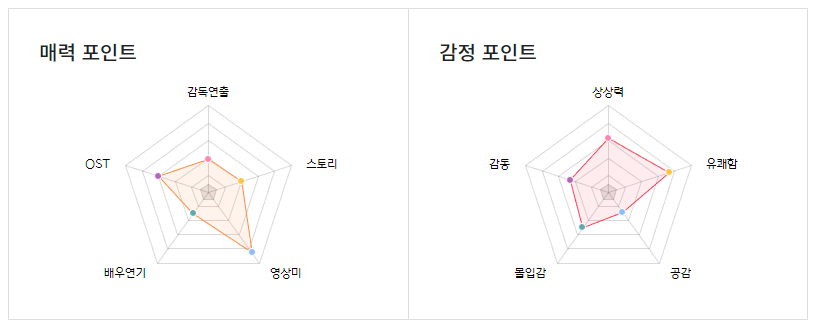 매력 포인트
감독연출
OST
스토리
배우연기
영상미
감정 포인트
상상력
감동
유쾌함
몰입감
공감